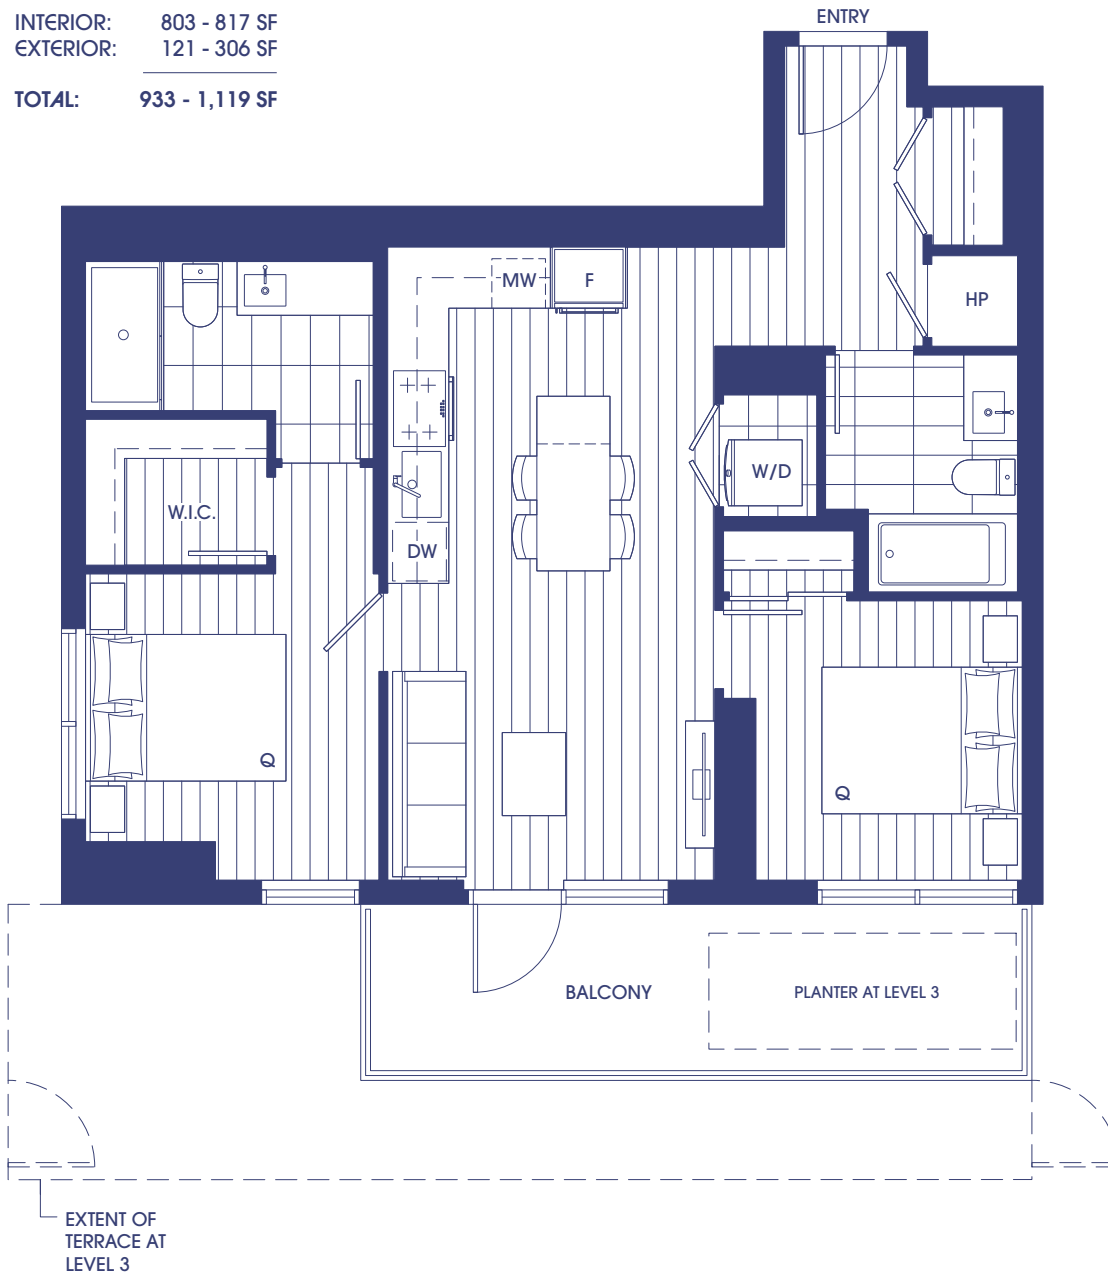 INTERIOR: 803 - 817 SF
EXTERIOR: 121 - 306 SF
TOTAL: 933 - 1,119 SF
ENTRY
MW
F
HP
W/D
W.I.C.
DW
Q
Q
BALCONY
PLANTER AT LEVEL 3
EXTENT OF
TERRACE AT
LEVEL 3